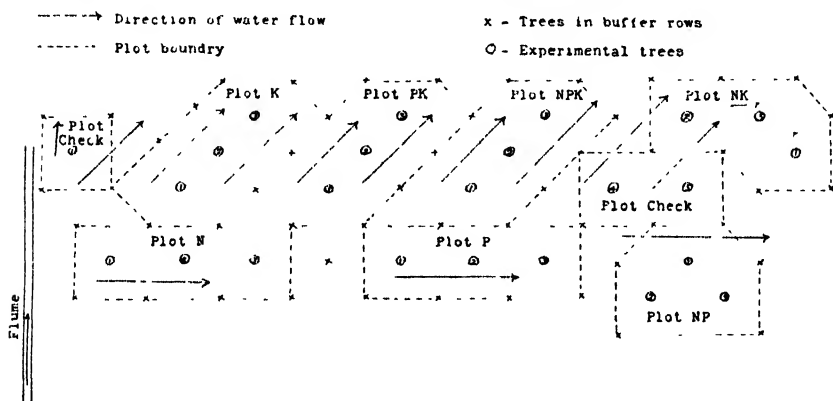 Direction of water flow
Plot boundry
x - Trees in buffer rows
O - Experimental trees
Plot K
Plot PK
Plot NPK
Plot NK
Plot Check
Plot Check
Plot N
Plot P
Plot NP
Flume